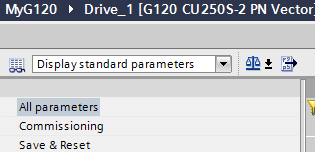 MyG120 ▸ Drive_1 [G120 CU250S-2 PN Vector]
Display standard parameters
All parameters
Commissioning
Save & Reset